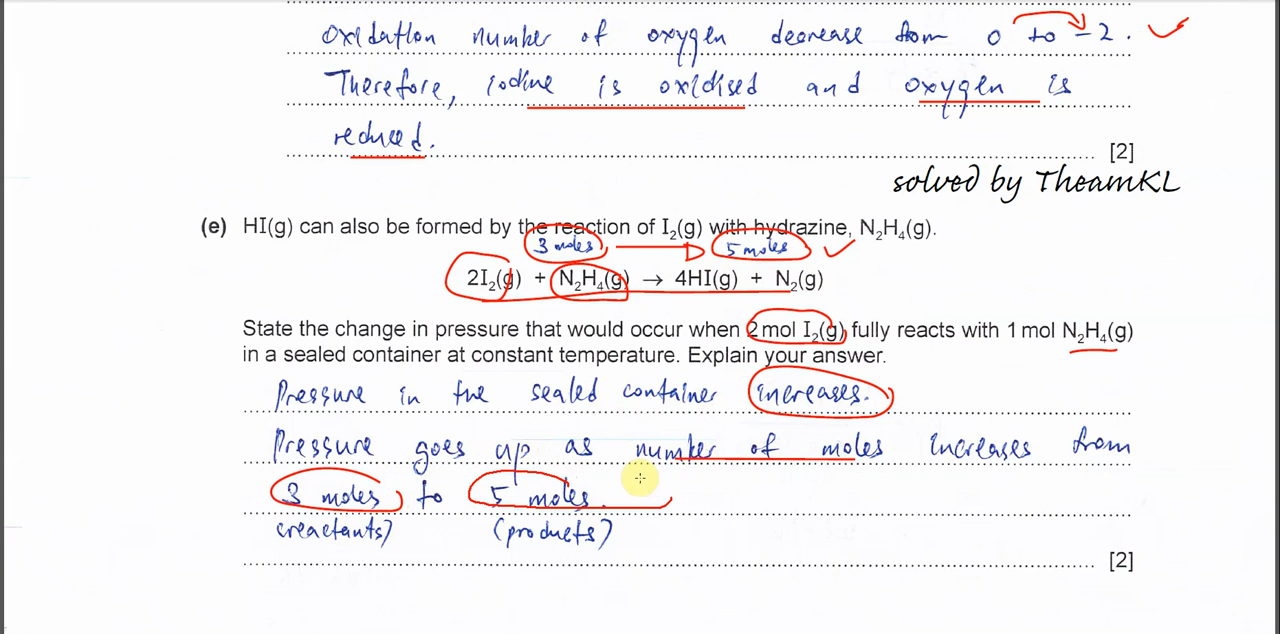 Oxidation number of oxygen decrease from 0 to -2.
Therefore, iodine is oxidised and oxygen is
reduced.
[2]
solved by TheamKL
(e) HI(g) can also be formed by the reaction of I₂(g) with hydrazine, N₂H₄(g).
3 moles 5 moles
2I₂(g) + N₂H₄(g) → 4HI(g) + N₂(g)
State the change in pressure that would occur when 2 mol I₂(g) fully reacts with 1 mol N₂H₄(g)
in a sealed container at constant temperature. Explain your answer.
Pressure in the sealed container increases.
Pressure goes up as number of moles increases from
3 moles to 5 moles.
(reactants) (products)
[2]